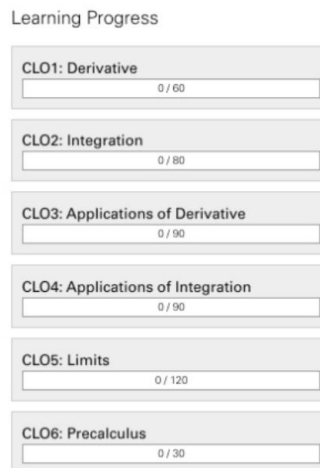 Learning Progress
CLO1: Derivative
0 / 60
CLO2: Integration
0 / 80
CLO3: Applications of Derivative
0 / 90
CLO4: Applications of Integration
0 / 90
CLO5: Limits
0 / 120
CLO6: Precalculus
0 / 30